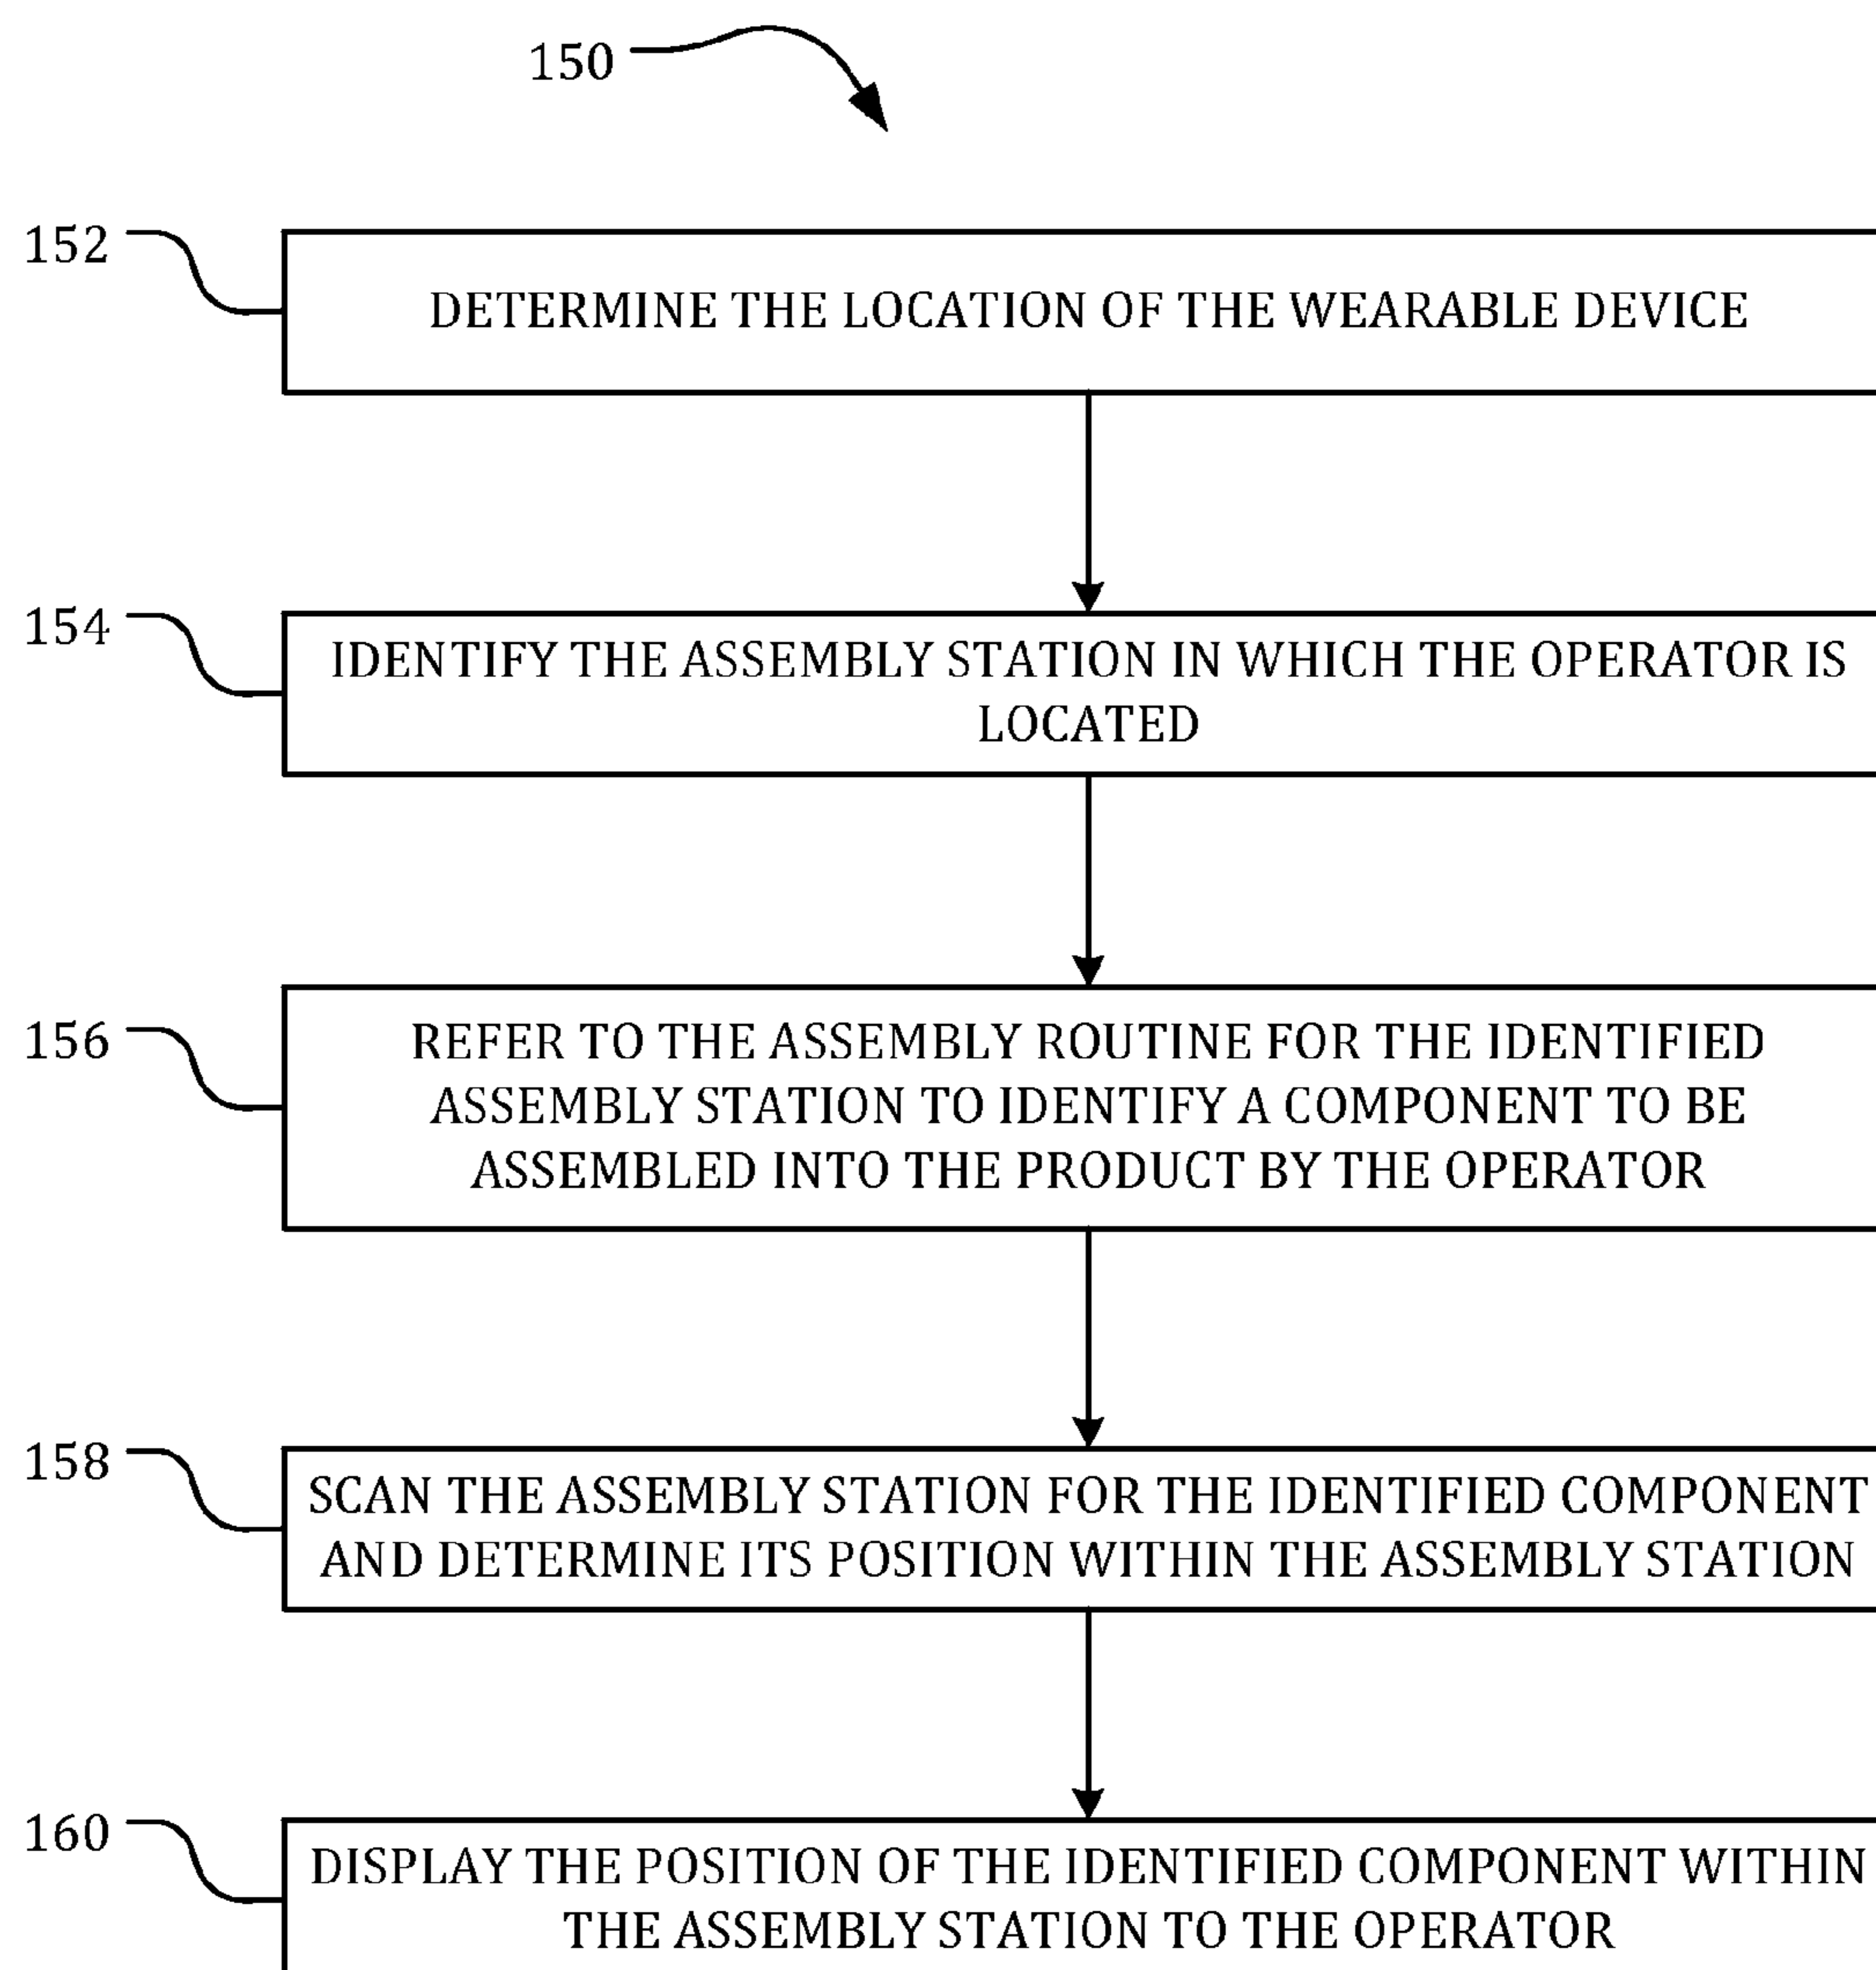 150
152
DETERMINE THE LOCATION OF THE WEARABLE DEVICE
154
IDENTIFY THE ASSEMBLY STATION IN WHICH THE OPERATOR IS
LOCATED
156
REFER TO THE ASSEMBLY ROUTINE FOR THE IDENTIFIED
ASSEMBLY STATION TO IDENTIFY A COMPONENT TO BE
ASSEMBLED INTO THE PRODUCT BY THE OPERATOR
158
SCAN THE ASSEMBLY STATION FOR THE IDENTIFIED COMPONENT
AND DETERMINE ITS POSITION WITHIN THE ASSEMBLY STATION
160
DISPLAY THE POSITION OF THE IDENTIFIED COMPONENT WITHIN
THE ASSEMBLY STATION TO THE OPERATOR